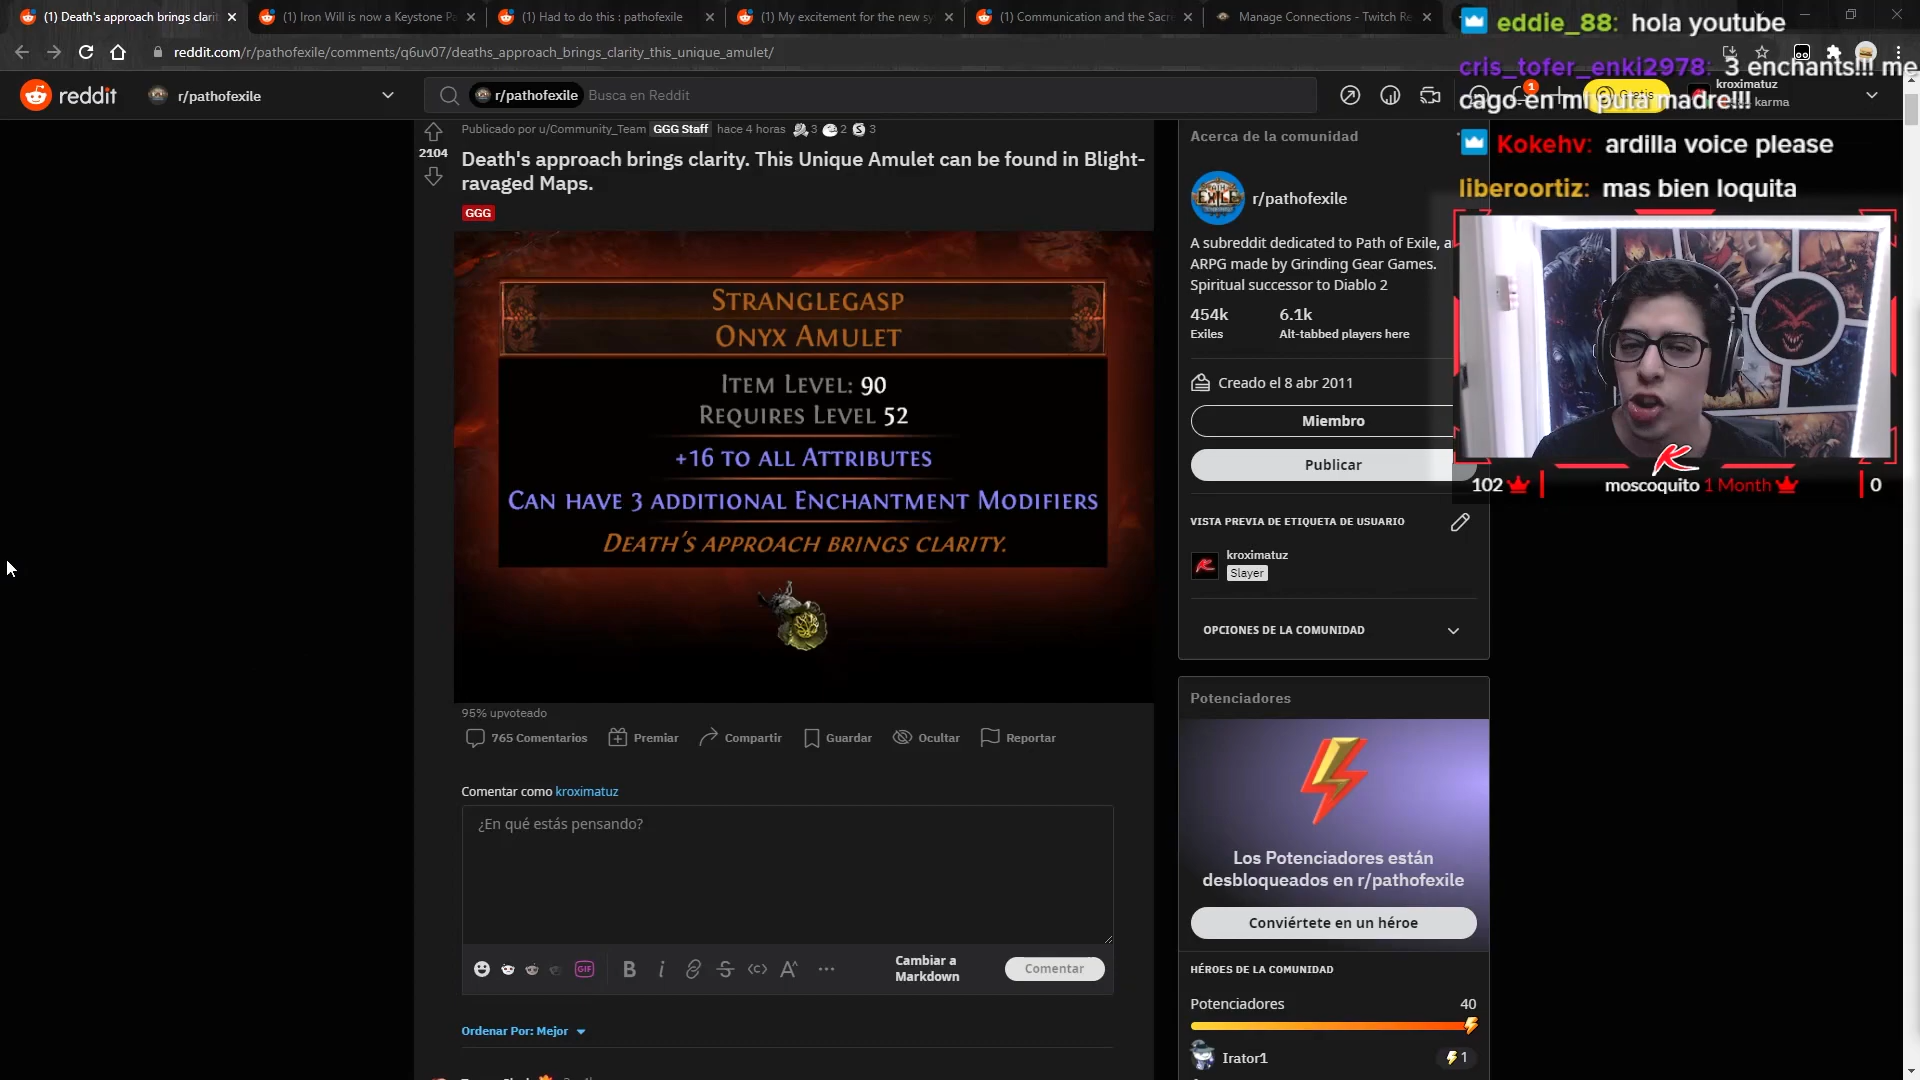 (1) Death's approach brings clari
(1) Iron Will is now a Keystone Pa
(1) Had to do this : pathofexile
(1) My excitement for the new sy
(1) Communication and the Sacre
Manage Connections - Twitch Re
reddit.com/r/pathofexile/comments/q6uv07/deaths_approach_brings_clarity_this_unique_amulet/
reddit
r/pathofexile
r/pathofexile
Busca en Reddit
1
kroximatuz
karma
eddie_88: hola youtube
cris_tofer_enki2978: 3 enchants!!! me
cago en mi puta madre!!!
Kokehv: ardilla voice please
liberoortiz: mas bien loquita
102
moscoquito 1 Month
0
2104
Publicado por u/Community_Team GGG Staff hace 4 horas 3 2 3
Death's approach brings clarity. This Unique Amulet can be found in Blight-
ravaged Maps.
GGG
Stranglegasp
Onyx Amulet
Item Level: 90
Requires Level 52
+16 to all Attributes
Can have 3 additional Enchantment Modifiers
Death's approach brings clarity.
95% upvoteado
765 Comentarios
Premiar
Compartir
Guardar
Ocultar
Reportar
Comentar como kroximatuz
¿En qué estás pensando?
GIF
B i S A
Cambiar a
Markdown
Comentar
Ordenar Por: Mejor
Acerca de la comunidad
PATH OF
EXILE
r/pathofexile
A subreddit dedicated to Path of Exile, a
ARPG made by Grinding Gear Games.
Spiritual successor to Diablo 2
454k
Exiles
6.1k
Alt-tabbed players here
Creado el 8 abr 2011
Miembro
Publicar
VISTA PREVIA DE ETIQUETA DE USUARIO
kroximatuz
Slayer
OPCIONES DE LA COMUNIDAD
Potenciadores
Los Potenciadores están
desbloqueados en r/pathofexile
Conviértete en un héroe
HÉROES DE LA COMUNIDAD
Potenciadores
40
Irator1
1